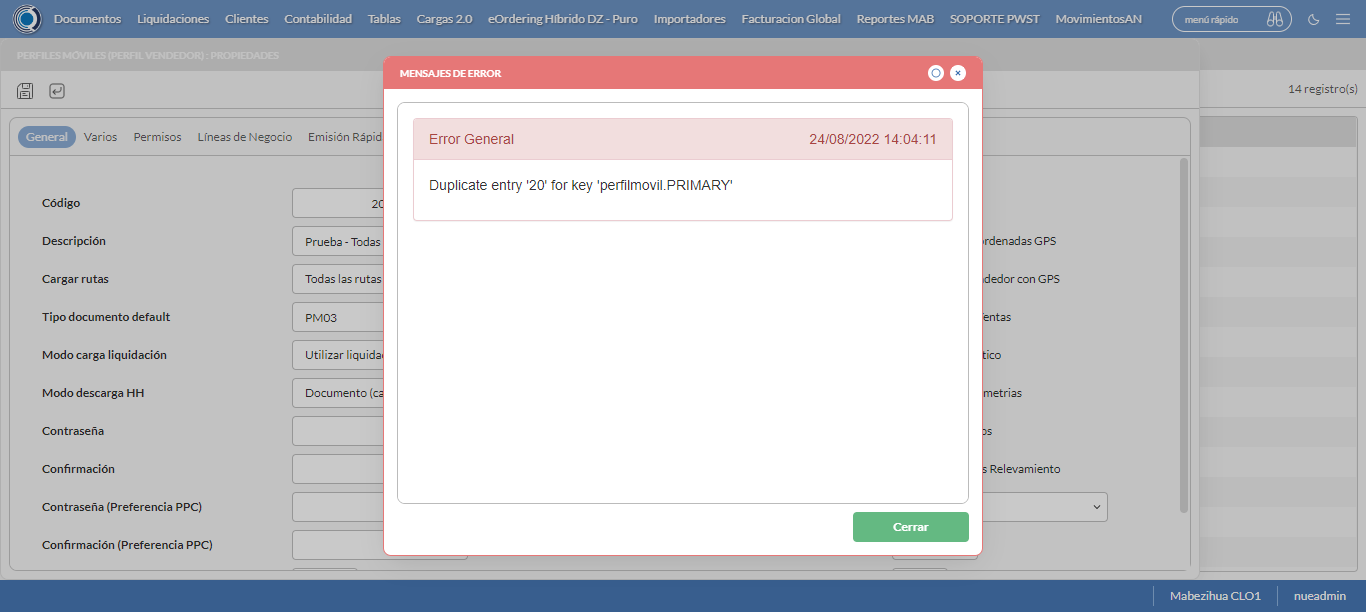 Documentos Liquidaciones Clientes Contabilidad Tablas Cargas 2.0 eOrdering Híbrido DZ - Puro Importadores Facturacion Global Reportes MAB SOPORTE PWST MovimientosAN menú rápido
PERFILES MÓVILES (PERFIL VENDEDOR) : PROPIEDADES
MENSAJES DE ERROR
14 registro(s)
General Varios Permisos Líneas de Negocio Emisión Rápid
Error General 24/08/2022 14:04:11
Duplicate entry '20' for key 'perfilmovil.PRIMARY'
Código 20
Descripción Prueba - Todas rdenadas GPS
Cargar rutas Todas las rutas dedor con GPS
Tipo documento default PM03 Ventas
Modo carga liquidación Utilizar liquida tico
Modo descarga HH Documento (ca metrias
Contraseña os
Confirmación s Relevamiento
Contraseña (Preferencia PPC)
Cerrar
Confirmación (Preferencia PPC)
Mabezihua CLO1 nueadmin